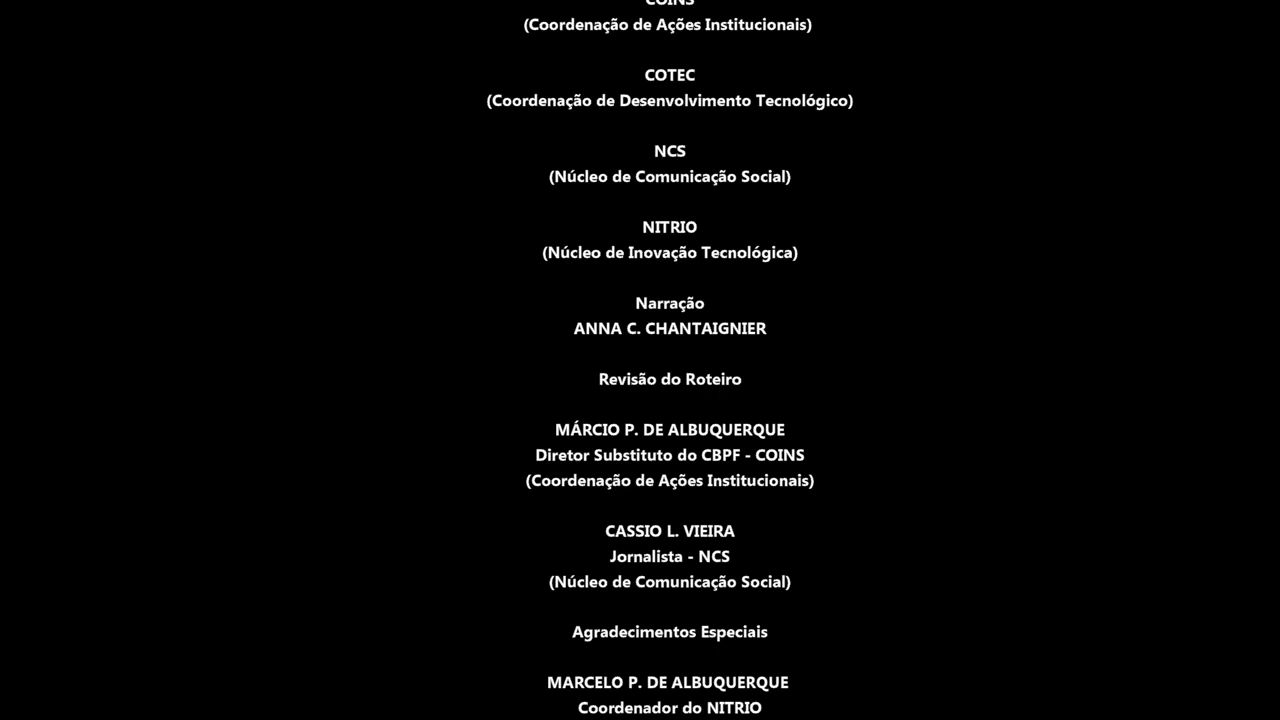 COINS
(Coordenação de Ações Institucionais)
COTEC
(Coordenação de Desenvolvimento Tecnológico)
NCS
(Núcleo de Comunicação Social)
NITRIO
(Núcleo de Inovação Tecnológica)
Narração
ANNA C. CHANTAIGNIER
Revisão do Roteiro
MÁRCIO P. DE ALBUQUERQUE
Diretor Substituto do CBPF - COINS
(Coordenação de Ações Institucionais)
CASSIO L. VIEIRA
Jornalista - NCS
(Núcleo de Comunicação Social)
Agradecimentos Especiais
MARCELO P. DE ALBUQUERQUE
Coordenador do NITRIO